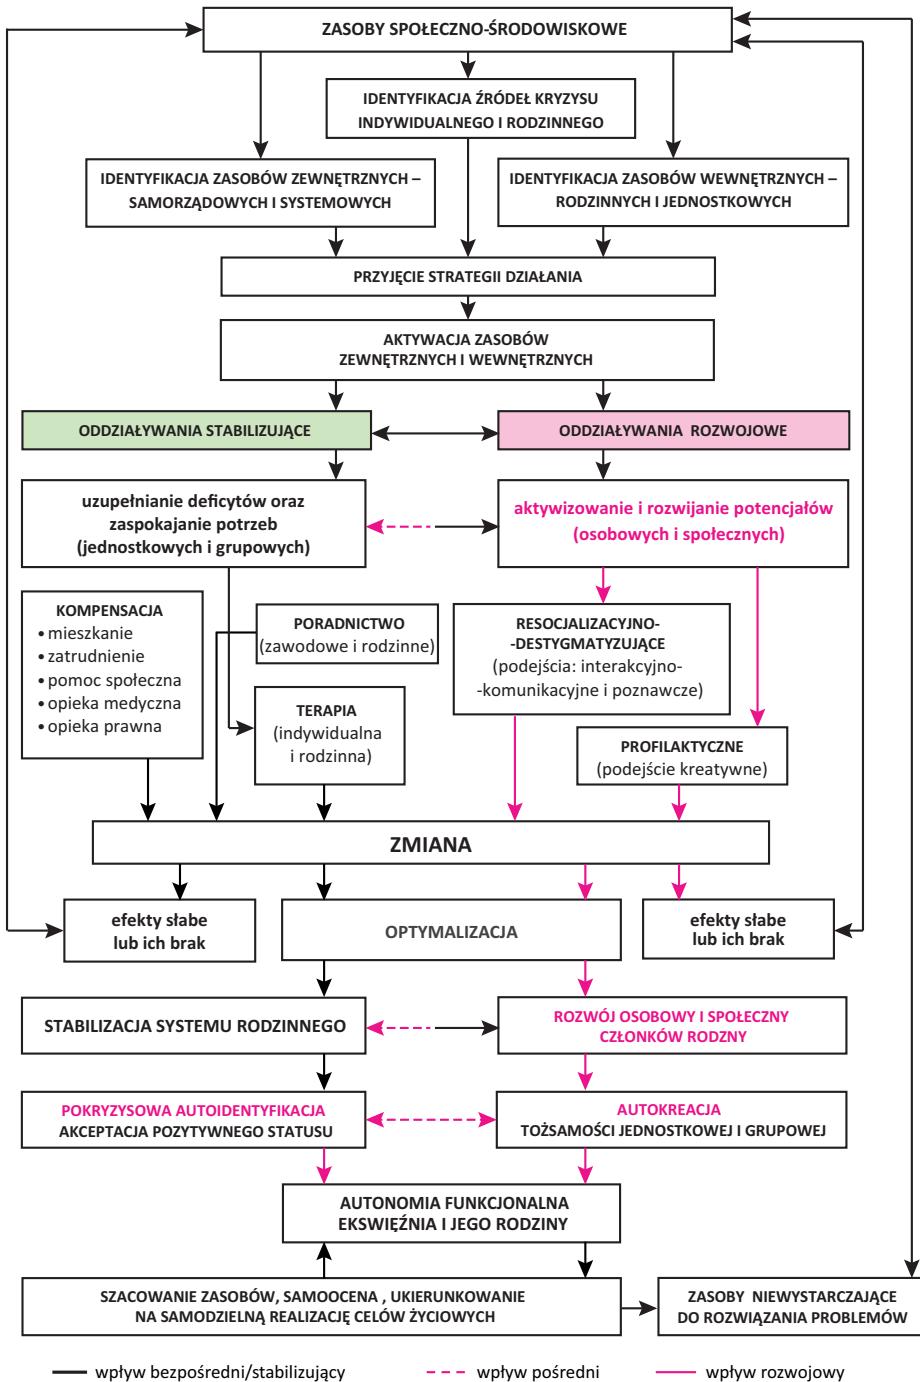 ZASOBY SPOŁECZNO-ŚRODOWISKOWE
IDENTYFIKACJA ŹRÓDEŁ KRYZYSU
INDYWIDUALNEGO I RODZINNEGO
IDENTYFIKACJA ZASOBÓW ZEWNĘTRZNYCH –
SAMORZĄDOWYCH I SYSTEMOWYCH
IDENTYFIKACJA ZASOBÓW WEWNĘTRZNYCH –
RODZINNYCH I JEDNOSTKOWYCH
PRZYJĘCIE STRATEGII DZIAŁANIA
AKTYWACJA ZASOBÓW
ZEWNĘTRZNYCH I WEWNĘTRZNYCH
ODDZIAŁYWANIA STABILIZUJĄCE
ODDZIAŁYWANIA ROZWOJOWE
uzupełnianie deficytów oraz
zaspokajanie potrzeb
(jednostkowych i grupowych)
aktywizowanie i rozwijanie potencjałów
(osobowych i społecznych)
KOMPENSACJA
• mieszkanie
• zatrudnienie
• pomoc społeczna
• opieka medyczna
• opieka prawna
PORADNICTWO
(zawodowe i rodzinne)
TERAPIA
(indywidualna
i rodzinna)
RESOCJALIZACYJNO-
-DESTYGMATYZUJĄCE
(podejścia: interakcyjno-
-komunikacyjne i poznawcze)
PROFILAKTYCZNE
(podejście kreatywne)
ZMIANA
efekty słabe
lub ich brak
OPTYMALIZACJA
efekty słabe
lub ich brak
STABILIZACJA SYSTEMU RODZINNEGO
ROZWÓJ OSOBOWY I SPOŁECZNY
CZŁONKÓW RODZNY
POKRYZYSOWA AUTOIDENTYFIKACJA
AKCEPTACJA POZYTYWNEGO STATUSU
AUTOKREACJA
TOŻSAMOŚCI JEDNOSTKOWEJ I GRUPOWEJ
AUTONOMIA FUNKCJONALNA
EKSWIĘŹNIA I JEGO RODZINY
SZACOWANIE ZASOBÓW, SAMOOCENA , UKIERUNKOWANIE
NA SAMODZIELNĄ REALIZACJĘ CELÓW ŻYCIOWYCH
ZASOBY NIEWYSTARCZAJĄCE
DO ROZWIĄZANIA PROBLEMÓW
wpływ bezpośredni/stabilizujący
wpływ pośredni
wpływ rozwojowy